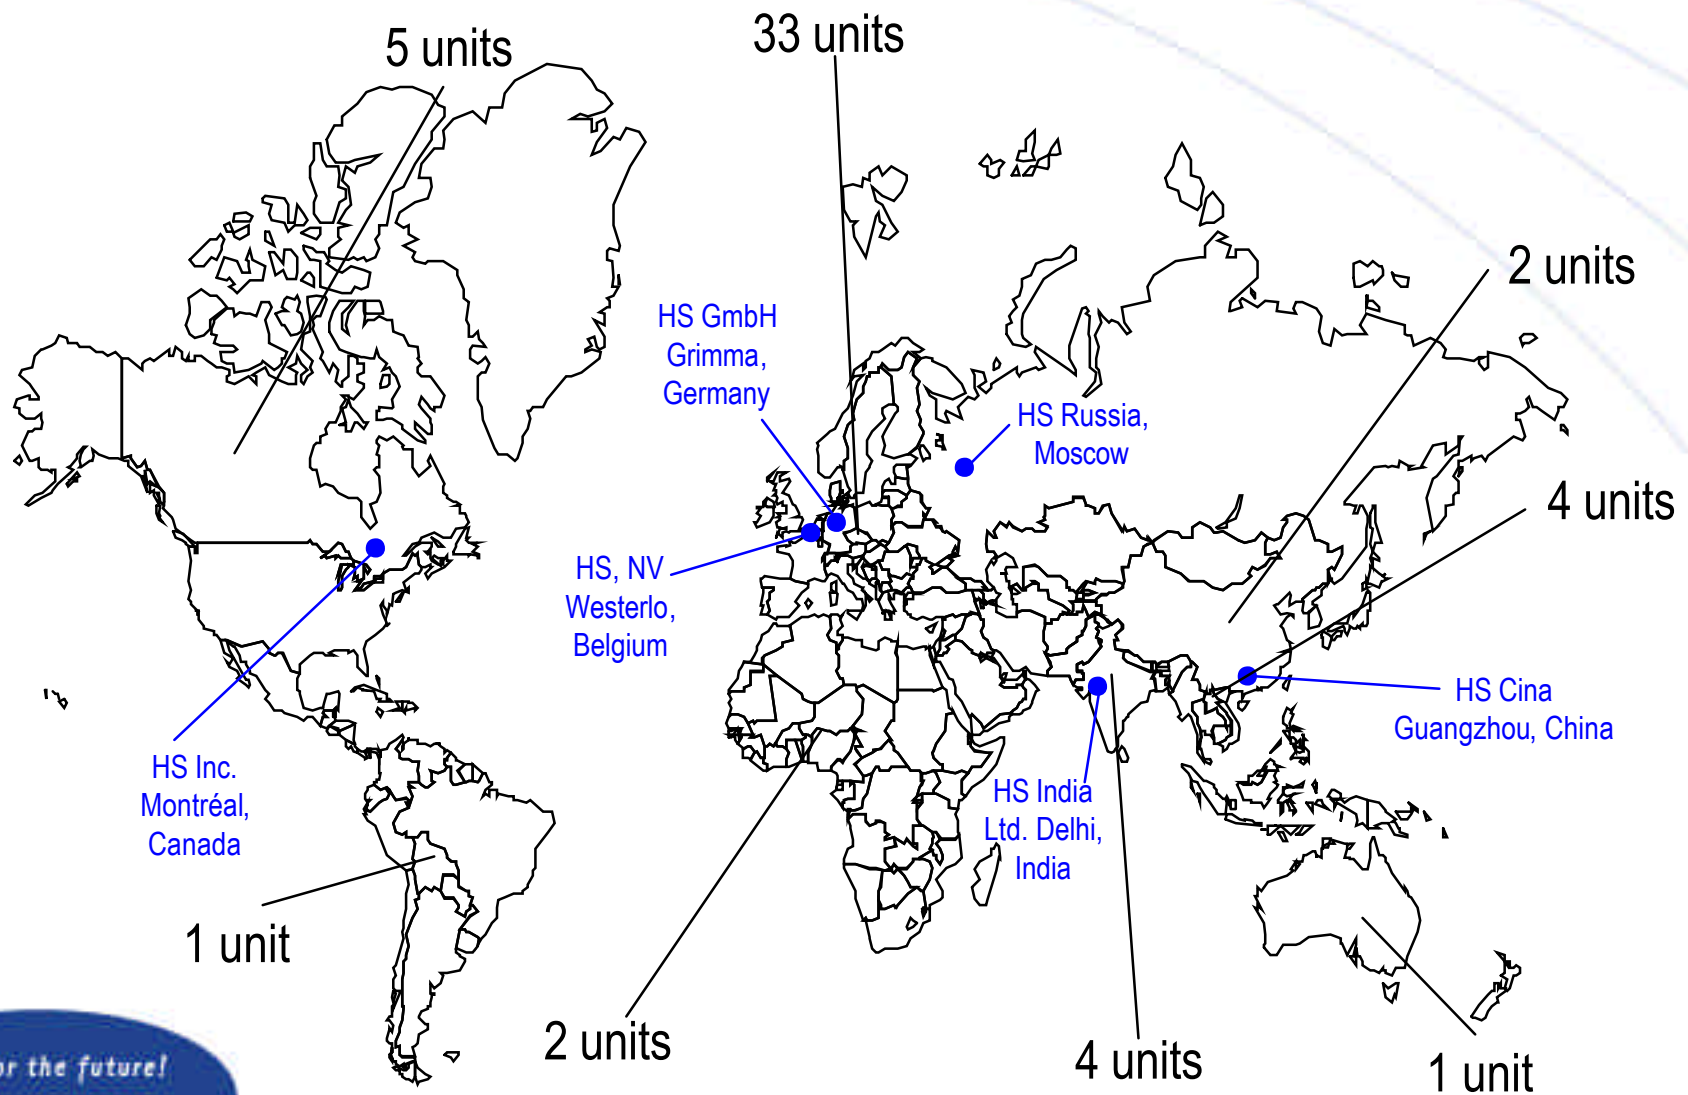 5 units
33 units
2 units
HS GmbH
Grimma,
Germany
HS Russia,
Moscow
4 units
HS, NV
Westerlo,
Belgium
HS Cina
Guangzhou, China
HS Inc.
Montréal,
Canada
HS India
Ltd. Delhi,
India
1 unit
2 units
4 units
1 unit
for the future!